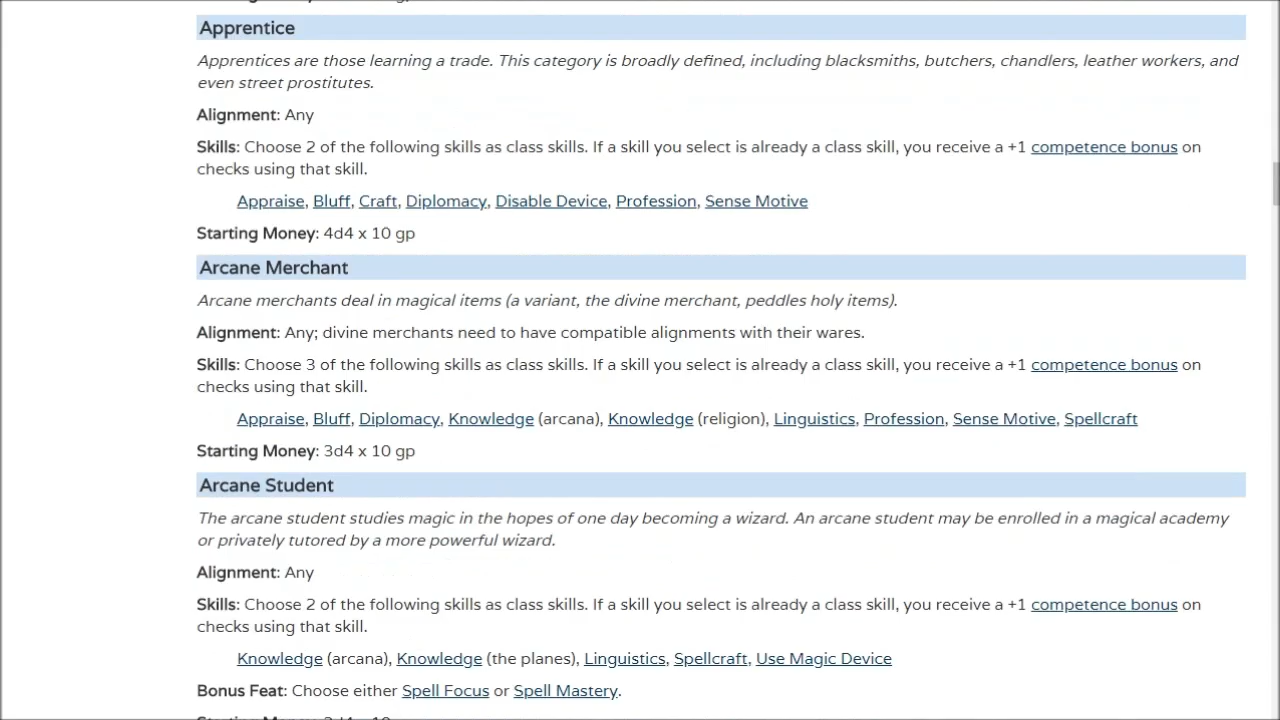 Apprentice
Apprentices are those learning a trade. This category is broadly defined, including blacksmiths, butchers, chandlers, leather workers, and
even street prostitutes.
Alignment: Any
Skills: Choose 2 of the following skills as class skills. If a skill you select is already a class skill, you receive a +1 competence bonus on
checks using that skill.
Appraise, Bluff, Craft, Diplomacy, Disable Device, Profession, Sense Motive
Starting Money: 4d4 x 10 gp
Arcane Merchant
Arcane merchants deal in magical items (a variant, the divine merchant, peddles holy items).
Alignment: Any; divine merchants need to have compatible alignments with their wares.
Skills: Choose 3 of the following skills as class skills. If a skill you select is already a class skill, you receive a +1 competence bonus on
checks using that skill.
Appraise, Bluff, Diplomacy, Knowledge (arcana), Knowledge (religion), Linguistics, Profession, Sense Motive, Spellcraft
Starting Money: 3d4 x 10 gp
Arcane Student
The arcane student studies magic in the hopes of one day becoming a wizard. An arcane student may be enrolled in a magical academy
or privately tutored by a more powerful wizard.
Alignment: Any
Skills: Choose 2 of the following skills as class skills. If a skill you select is already a class skill, you receive a +1 competence bonus on
checks using that skill.
Knowledge (arcana), Knowledge (the planes), Linguistics, Spellcraft, Use Magic Device
Bonus Feat: Choose either Spell Focus or Spell Mastery.